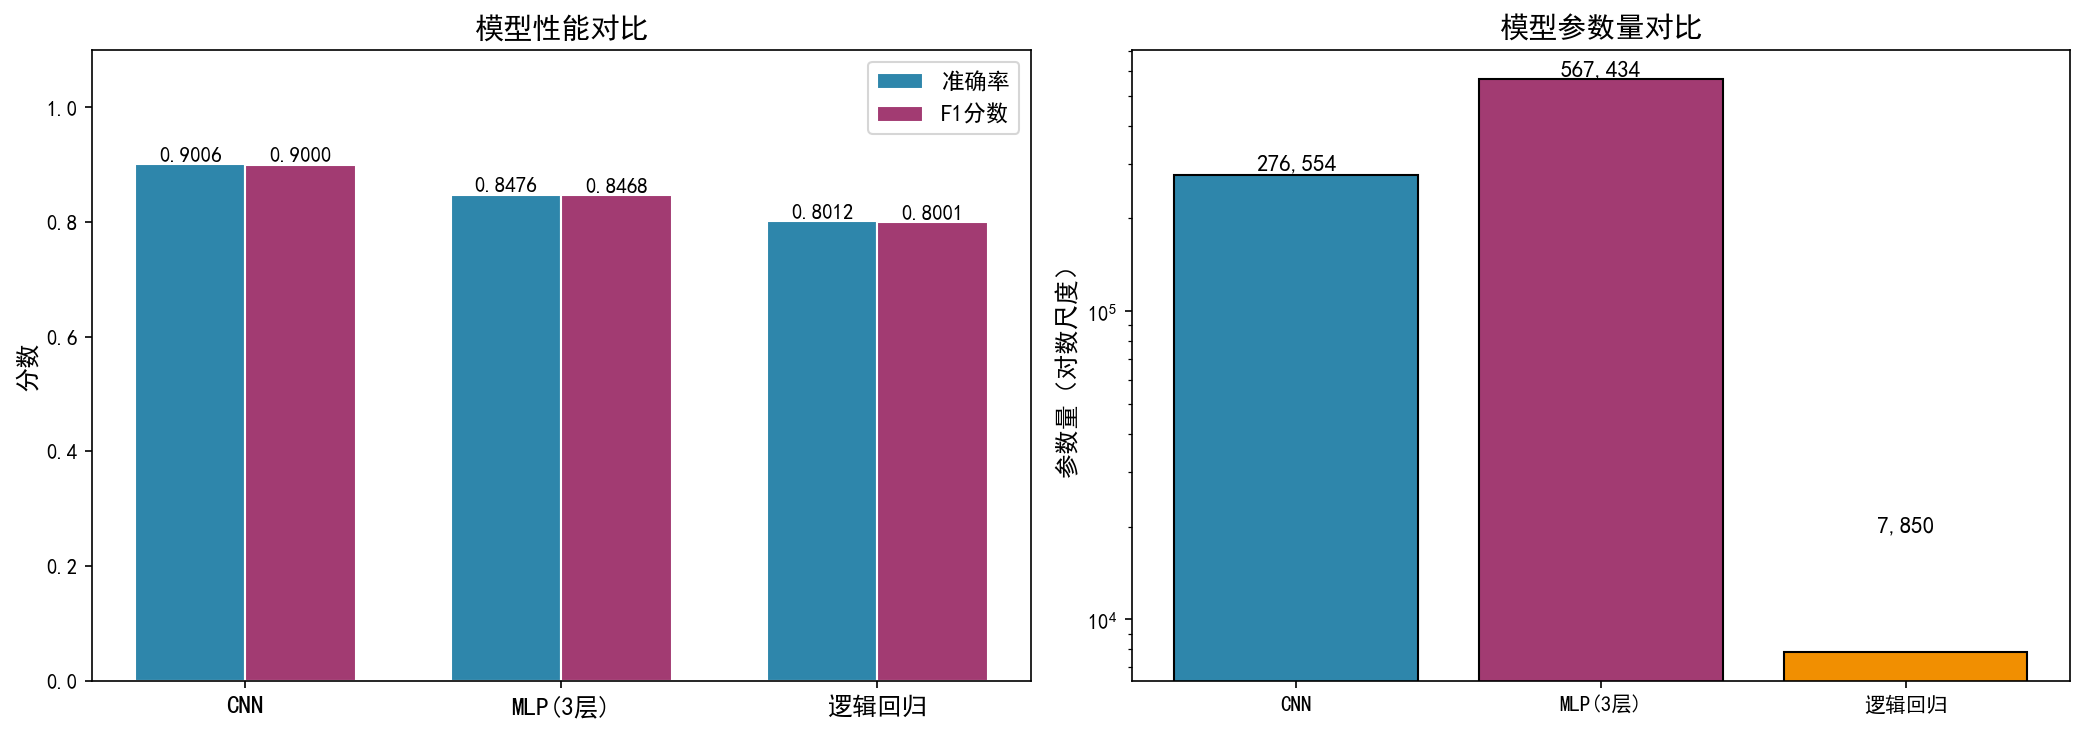 模型性能对比
分数
1.0
0.8
0.6
0.4
0.2
0.0
准确率
F1分数
0.9006
0.9000
0.8476
0.8468
0.8012
0.8001
CNN
MLP(3层)
逻辑回归
模型参数量对比
参数量（对数尺度）
10⁵
10⁴
276,554
567,434
7,850
CNN
MLP(3层)
逻辑回归